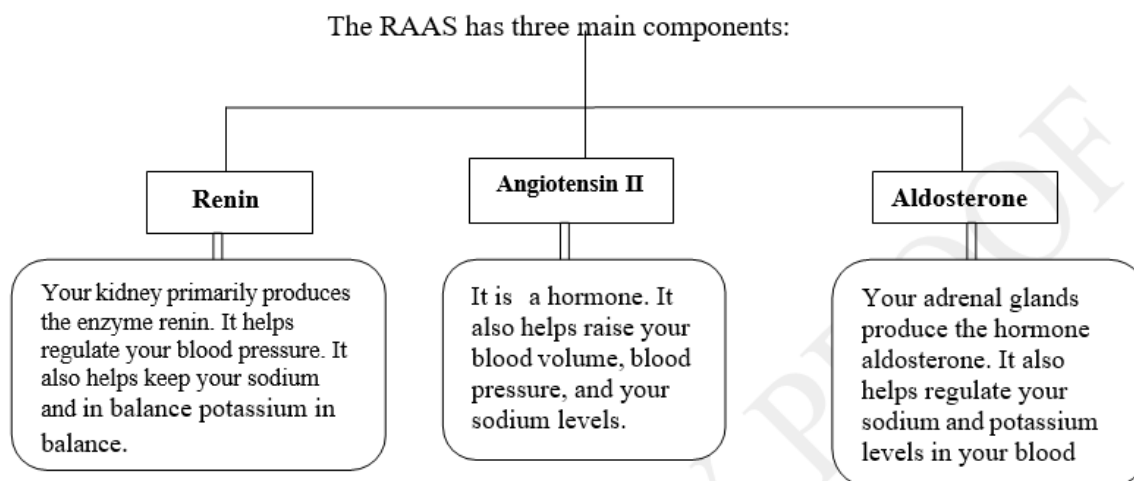 The RAAS has three main components:
Renin
Angiotensin II
Aldosterone
Your kidney primarily produces
the enzyme renin. It helps
regulate your blood pressure. It
also helps keep your sodium
and in balance potassium in
balance.
It is a hormone. It
also helps raise your
blood volume, blood
pressure, and your
sodium levels.
Your adrenal glands
produce the hormone
aldosterone. It also
helps regulate your
sodium and potassium
levels in your blood
PROOF